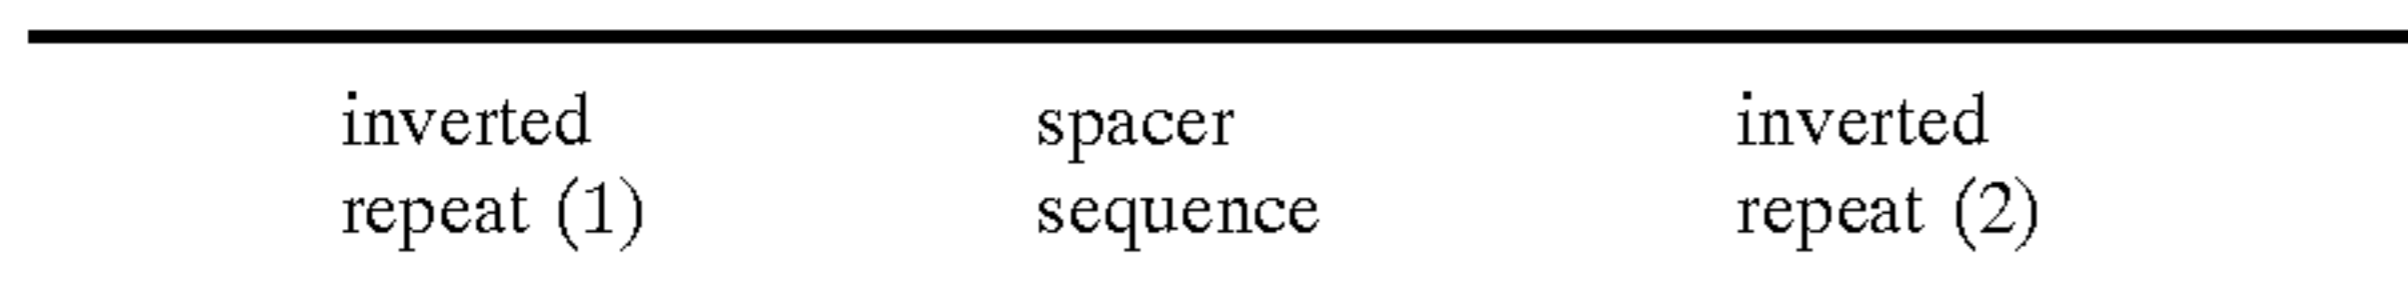 inverted spacer inverted
repeat (1) sequence repeat (2)